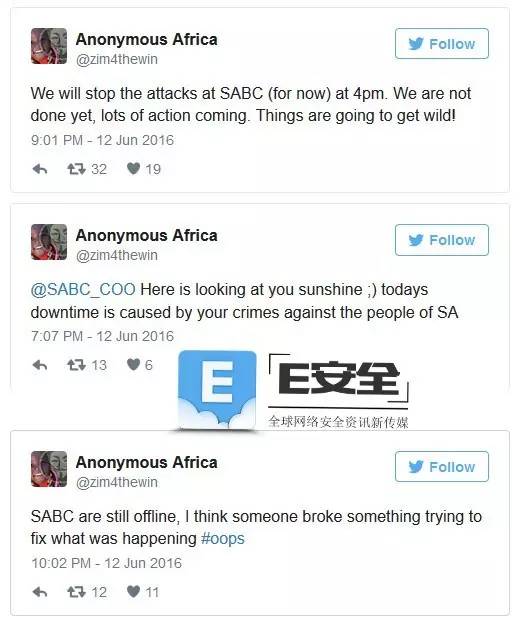 Anonymous Africa
@zim4thewin
Follow
We will stop the attacks at SABC (for now) at 4pm. We are not
done yet, lots of action coming. Things are going to get wild!
9:01 PM - 12 Jun 2016
32 19
Anonymous Africa
@zim4thewin
Follow
@SABC_COO Here is looking at you sunshine ;) todays
downtime is caused by your crimes against the people of SA
7:07 PM - 12 Jun 2016
13 6
E
「E安全」
全球网络安全资讯新传媒
Anonymous Africa
@zim4thewin
Follow
SABC are still offline, I think someone broke something trying to
fix what was happening #oops
10:02 PM - 12 Jun 2016
12 11